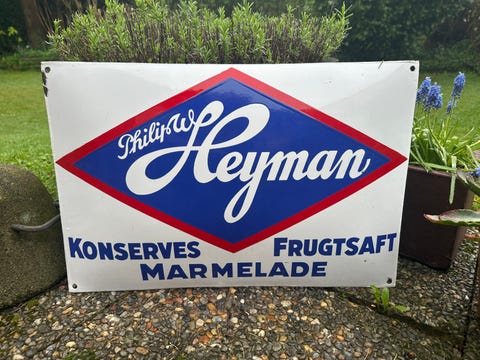 Philip W.
Heyman
KONSERVES FRUGTSAFT
MARMELADE